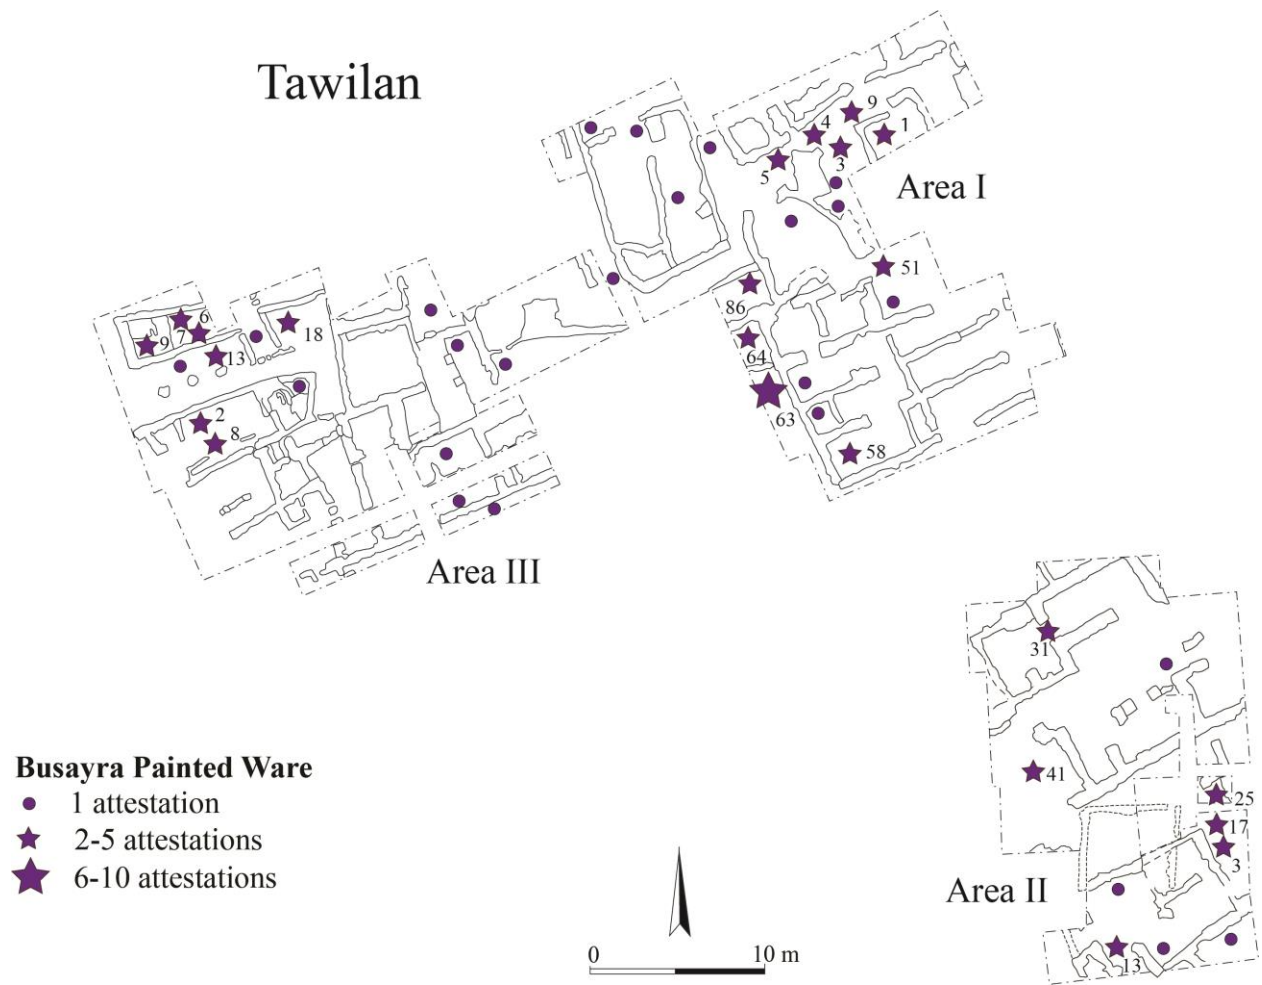 Tawilan
9
4
1
3
5
Area I
51
86
6
7
18
9
13
64
63
2
8
58
Area III
31
Busayra Painted Ware
1 attestation
41
25
2-5 attestations
17
3
6-10 attestations
Area II
0
10 m
13